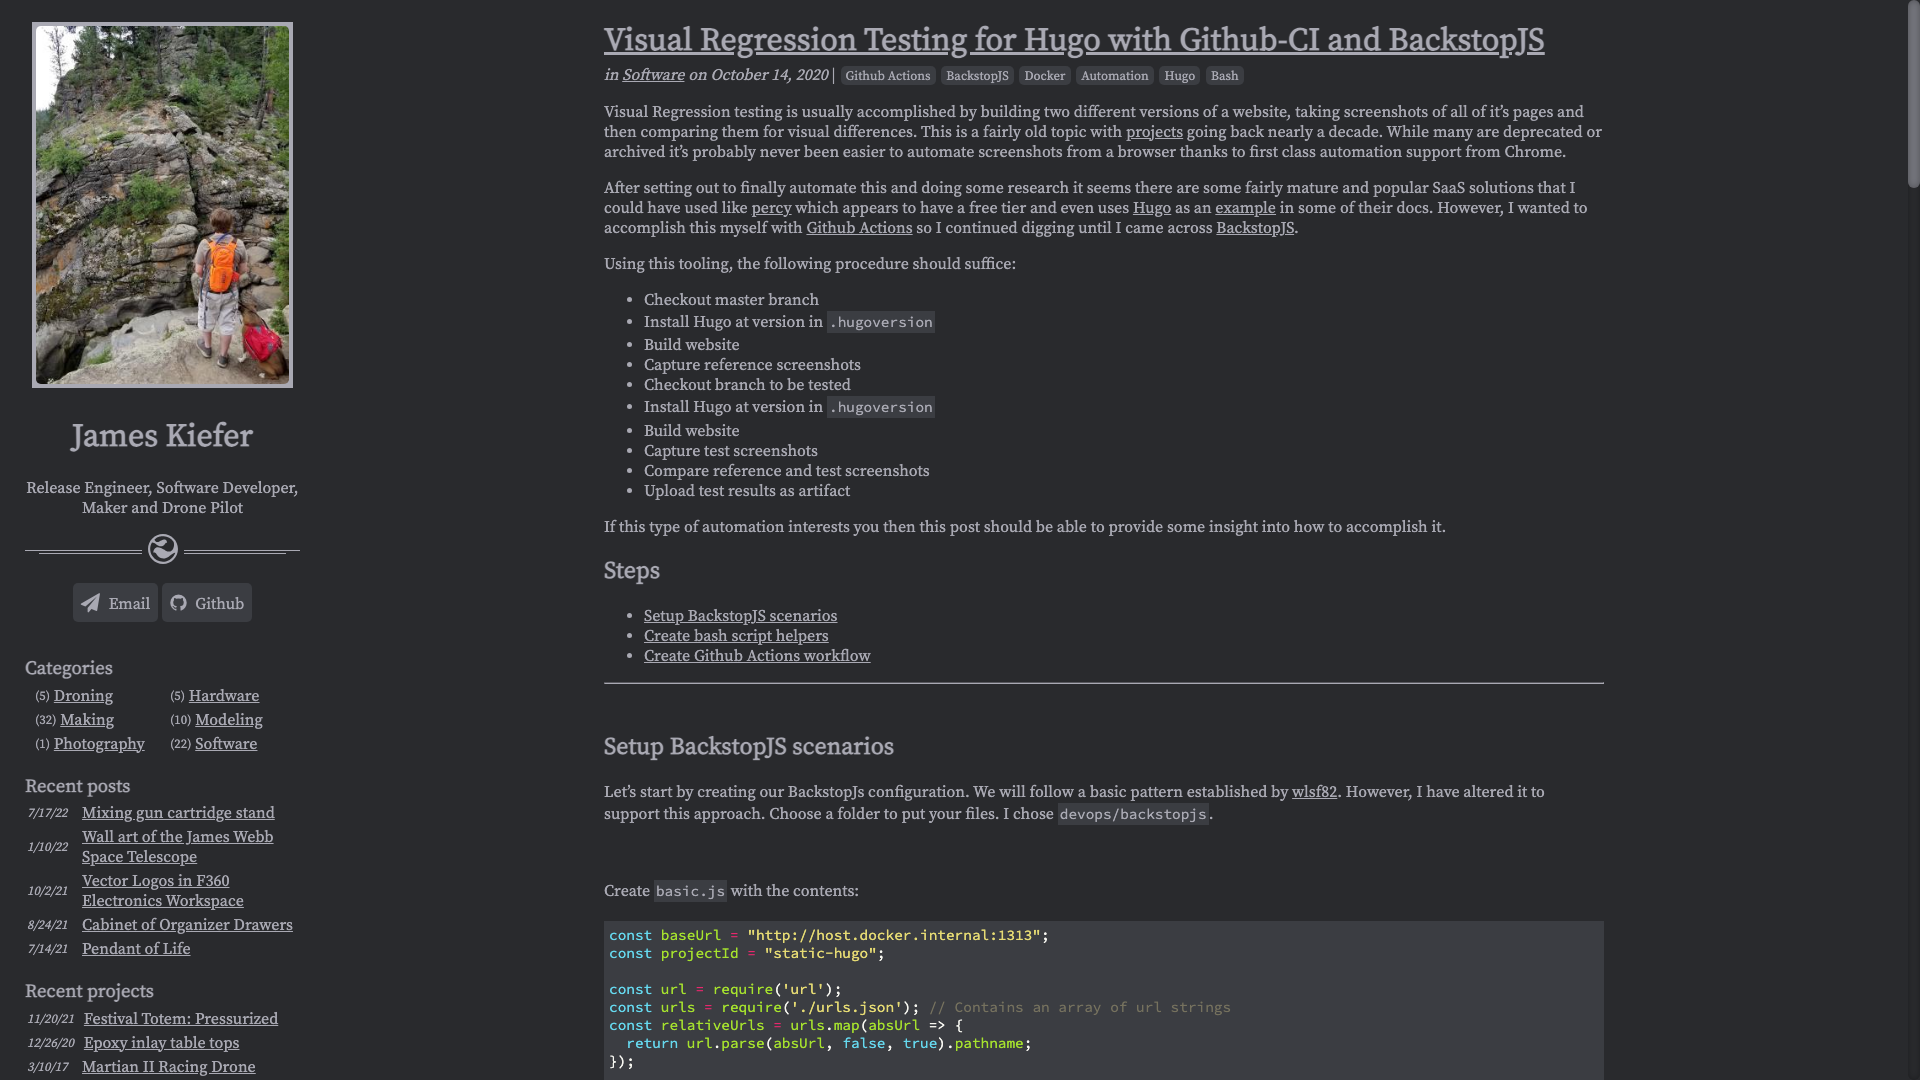 James Kiefer
Release Engineer, Software Developer,
Maker and Drone Pilot
Email Github
Categories
(5) Droning (5) Hardware
(32) Making (10) Modeling
(1) Photography (22) Software
Recent posts
7/17/22 Mixing gun cartridge stand
1/10/22 Wall art of the James Webb
Space Telescope
10/2/21 Vector Logos in F360
Electronics Workspace
8/24/21 Cabinet of Organizer Drawers
7/14/21 Pendant of Life
Recent projects
11/20/21 Festival Totem: Pressurized
12/26/20 Epoxy inlay table tops
3/10/17 Martian II Racing Drone
Visual Regression Testing for Hugo with Github-CI and BackstopJS
in Software on October 14, 2020 | Github Actions BackstopJS Docker Automation Hugo Bash
Visual Regression testing is usually accomplished by building two different versions of a website, taking screenshots of all of it’s pages and
then comparing them for visual differences. This is a fairly old topic with projects going back nearly a decade. While many are deprecated or
archived it’s probably never been easier to automate screenshots from a browser thanks to first class automation support from Chrome.
After setting out to finally automate this and doing some research it seems there are some fairly mature and popular SaaS solutions that I
could have used like percy which appears to have a free tier and even uses Hugo as an example in some of their docs. However, I wanted to
accomplish this myself with Github Actions so I continued digging until I came across BackstopJS.
Using this tooling, the following procedure should suffice:
• Checkout master branch
• Install Hugo at version in .hugoversion
• Build website
• Capture reference screenshots
• Checkout branch to be tested
• Install Hugo at version in .hugoversion
• Build website
• Capture test screenshots
• Compare reference and test screenshots
• Upload test results as artifact
If this type of automation interests you then this post should be able to provide some insight into how to accomplish it.
Steps
• Setup BackstopJS scenarios
• Create bash script helpers
• Create Github Actions workflow
Setup BackstopJS scenarios
Let’s start by creating our BackstopJs configuration. We will follow a basic pattern established by wlsf82. However, I have altered it to
support this approach. Choose a folder to put your files. I chose devops/backstopjs.
Create basic.js with the contents:
const baseUrl = "http://host.docker.internal:1313";
const projectId = "static-hugo";
const url = require('url');
const urls = require('./urls.json'); // Contains an array of url strings
const relativeUrls = urls.map(absUrl => {
return url.parse(absUrl, false, true).pathname;
});